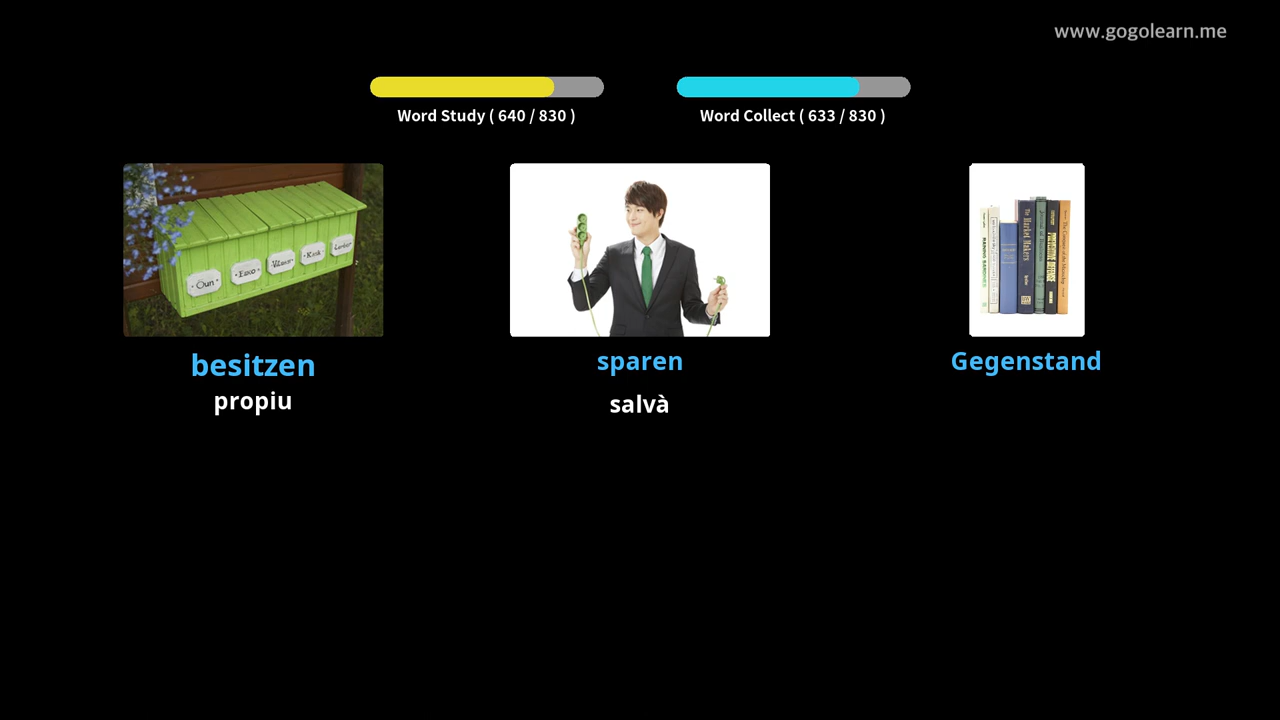 www.gogolearn.me
Word Study ( 640 / 830 )
Word Collect ( 633 / 830 )
besitzen
propiu
sparen
salvà
Gegenstand